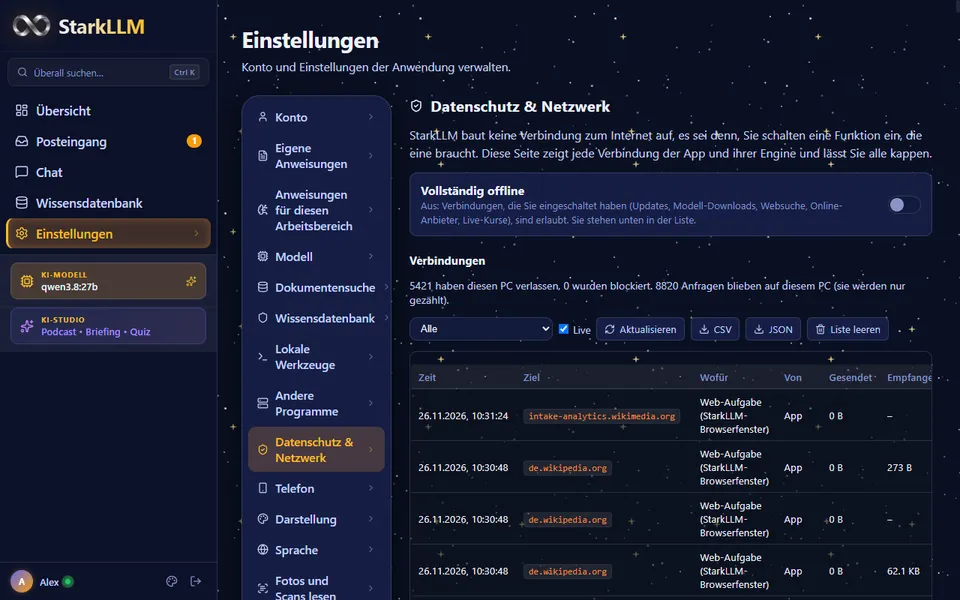 StarkLLM
Überall suchen...
Ctrl K
Übersicht
Posteingang
1
Chat
Wissensdatenbank
Einstellungen
KI-MODELL
qwen3.8:27b
KI-STUDIO
Podcast • Briefing • Quiz
A
Alex
Einstellungen
Konto und Einstellungen der Anwendung verwalten.
Konto
Eigene
Anweisungen
Anweisungen
für diesen
Arbeitsbereich
Modell
Dokumentensuche
Wissensdatenbank
Lokale
Werkzeuge
Andere
Programme
Datenschutz &
Netzwerk
Telefon
Darstellung
Sprache
Fotos und
Scans lesen
Datenschutz & Netzwerk
StarkLLM baut keine Verbindung zum Internet auf, es sei denn, Sie schalten eine Funktion ein, die
eine braucht. Diese Seite zeigt jede Verbindung der App und ihrer Engine und lässt Sie alle kappen.
Vollständig offline
Aus: Verbindungen, die Sie eingeschaltet haben (Updates, Modell-Downloads, Websuche, Online-
Anbieter, Live-Kurse), sind erlaubt. Sie stehen unten in der Liste.
Verbindungen
5421 haben diesen PC verlassen, 0 wurden blockiert. 8820 Anfragen blieben auf diesem PC (sie werden nur
gezählt).
Alle
Live
Aktualisieren
CSV
JSON
Liste leeren
Zeit Ziel Wofür Von Gesendet Empfange
26.11.2026, 10:31:24 intake-analytics.wikimedia.org Web-Aufgabe (StarkLLM-Browserfenster) App 0 B –
26.11.2026, 10:30:48 de.wikipedia.org Web-Aufgabe (StarkLLM-Browserfenster) App 0 B 273 B
26.11.2026, 10:30:48 de.wikipedia.org Web-Aufgabe (StarkLLM-Browserfenster) App 0 B –
26.11.2026, 10:30:48 de.wikipedia.org Web-Aufgabe (StarkLLM-Browserfenster) App 0 B 62.1 KB